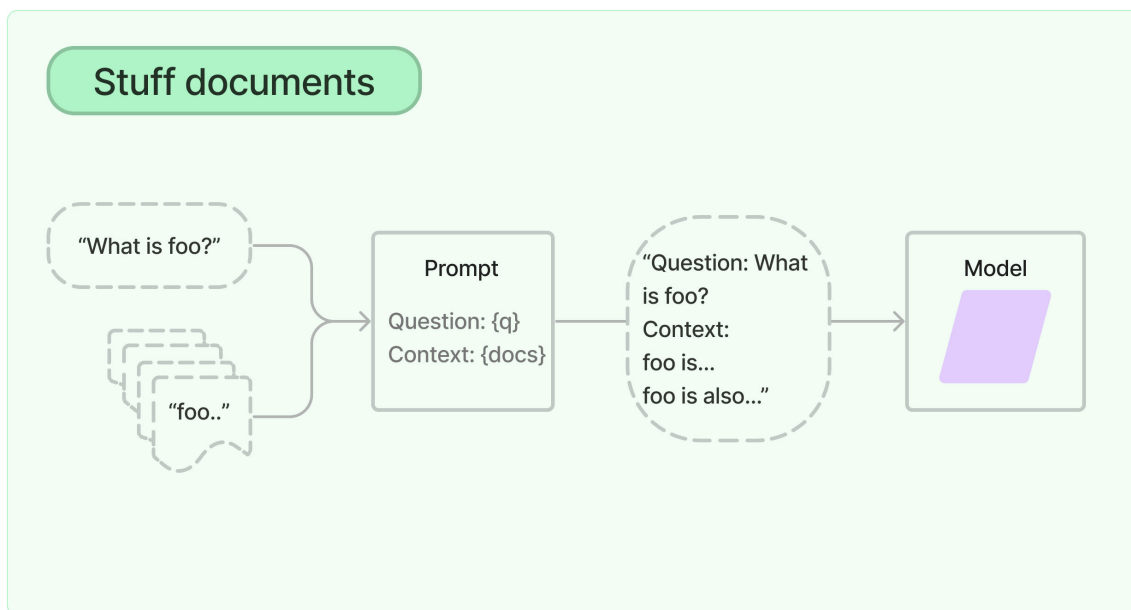 Stuff documents
“What is foo?”
“foo..”
Prompt
Question: {q}
Context: {docs}
“Question: What
is foo?
Context:
foo is...
foo is also...”
Model